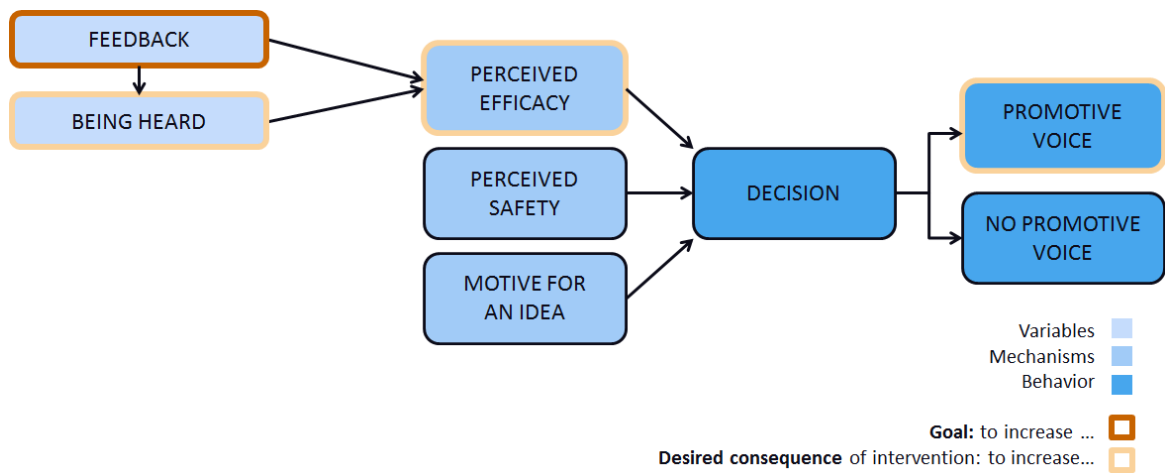 FEEDBACK
BEING HEARD
PERCEIVED
EFFICACY
PERCEIVED
SAFETY
MOTIVE FOR
AN IDEA
DECISION
PROMOTIVE
VOICE
NO PROMOTIVE
VOICE
Variables
Mechanisms
Behavior
Goal: to increase ...
Desired consequence of intervention: to increase...